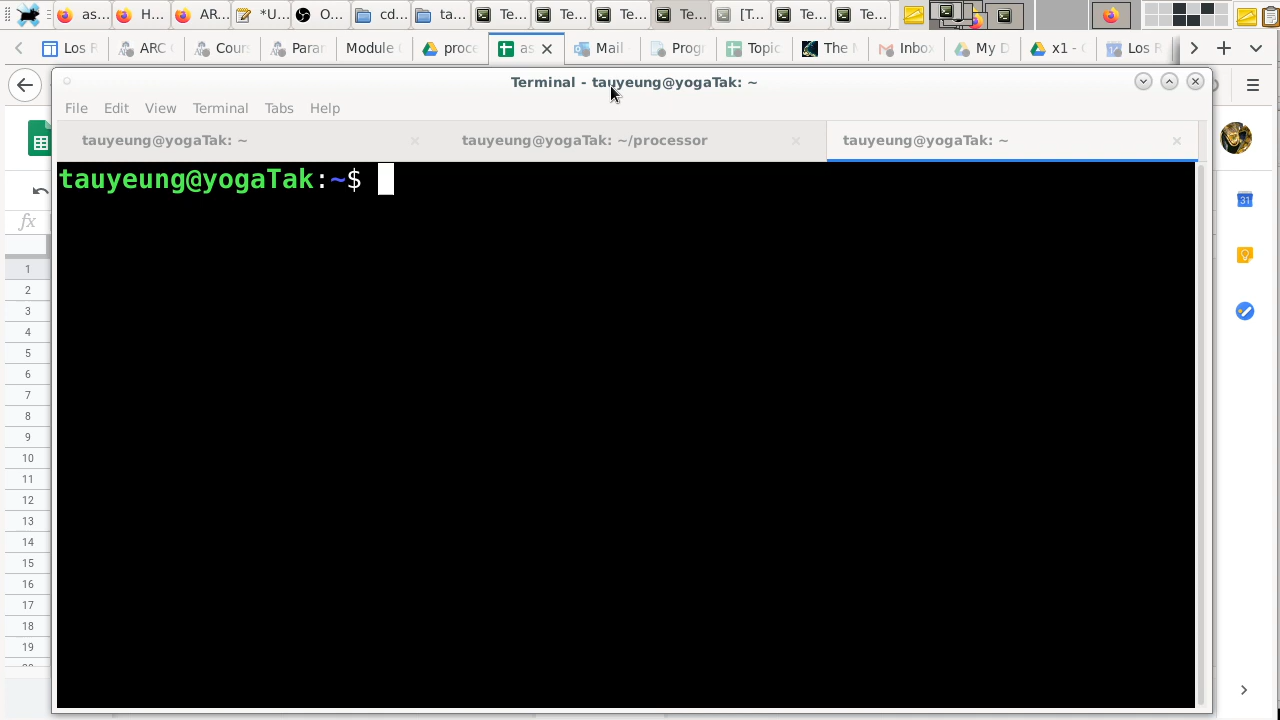 as... H... AR... *U... O... cd... ta... Te... Te... Te... Te... [T... Te... Te...
Los R ARC Cour Parar Module proce as Mail Progr Topic The M Inbo My D x1 - Los R
Terminal - tauyeung@yogaTak: ~
File Edit View Terminal Tabs Help
tauyeung@yogaTak: ~ tauyeung@yogaTak: ~/processor tauyeung@yogaTak: ~
tauyeung@yogaTak:~$
fx
31
1
2
3
4
5
6
7
8
9
10
11
12
13
14
15
16
17
18
19